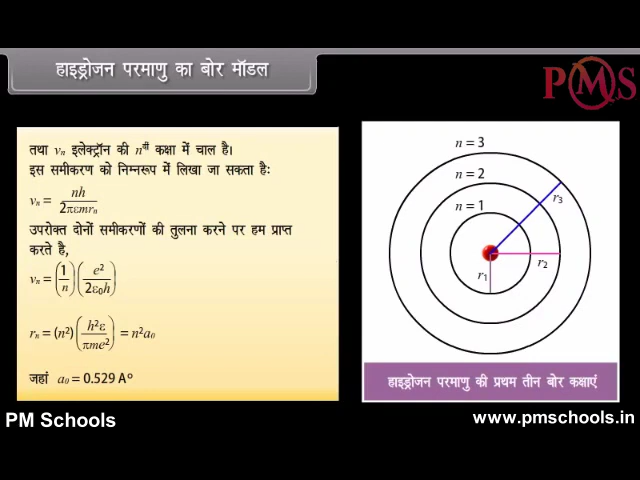 हाइड्रोजन परमाणु का बोर मॉडल
PMS
तथा vₙ इलेक्ट्रॉन की nवीं कक्षा में चाल है।
इस समीकरण को निम्नरूप में लिखा जा सकता हैः
vₙ = nh / 2πεmrₙ
उपरोक्त दोनों समीकरणों की तुलना करने पर हम प्राप्त
करते है,
vₙ = (1/n) (e²/2ε₀h)
rₙ = (n²) (h²ε/πme²) = n²a₀
जहां a₀ = 0.529 A⁰
n = 3
n = 2
n = 1
r₃
r₂
r₁
हाइड्रोजन परमाणु की प्रथम तीन बोर कक्षाएं
PM Schools
www.pmschools.in